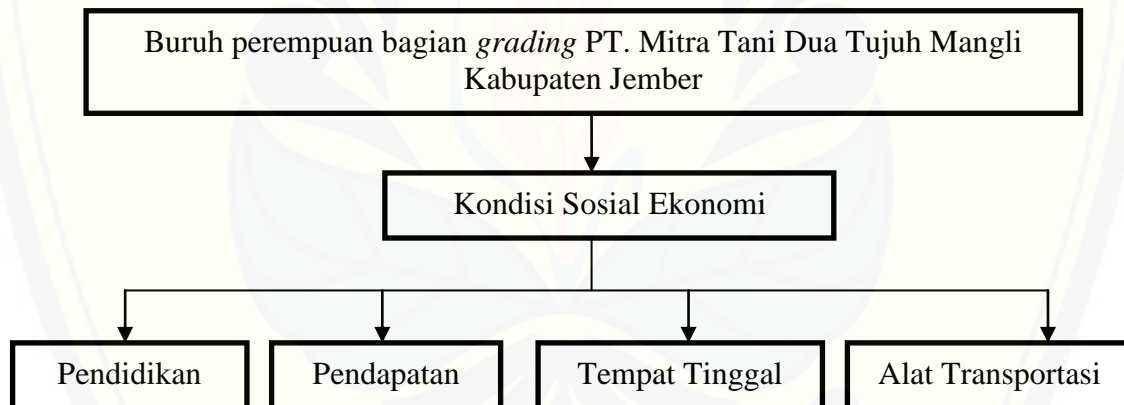 Buruh perempuan bagian grading PT. Mitra Tani Dua Tujuh Mangli
Kabupaten Jember
Kondisi Sosial Ekonomi
Pendidikan
Pendapatan
Tempat Tinggal
Alat Transportasi